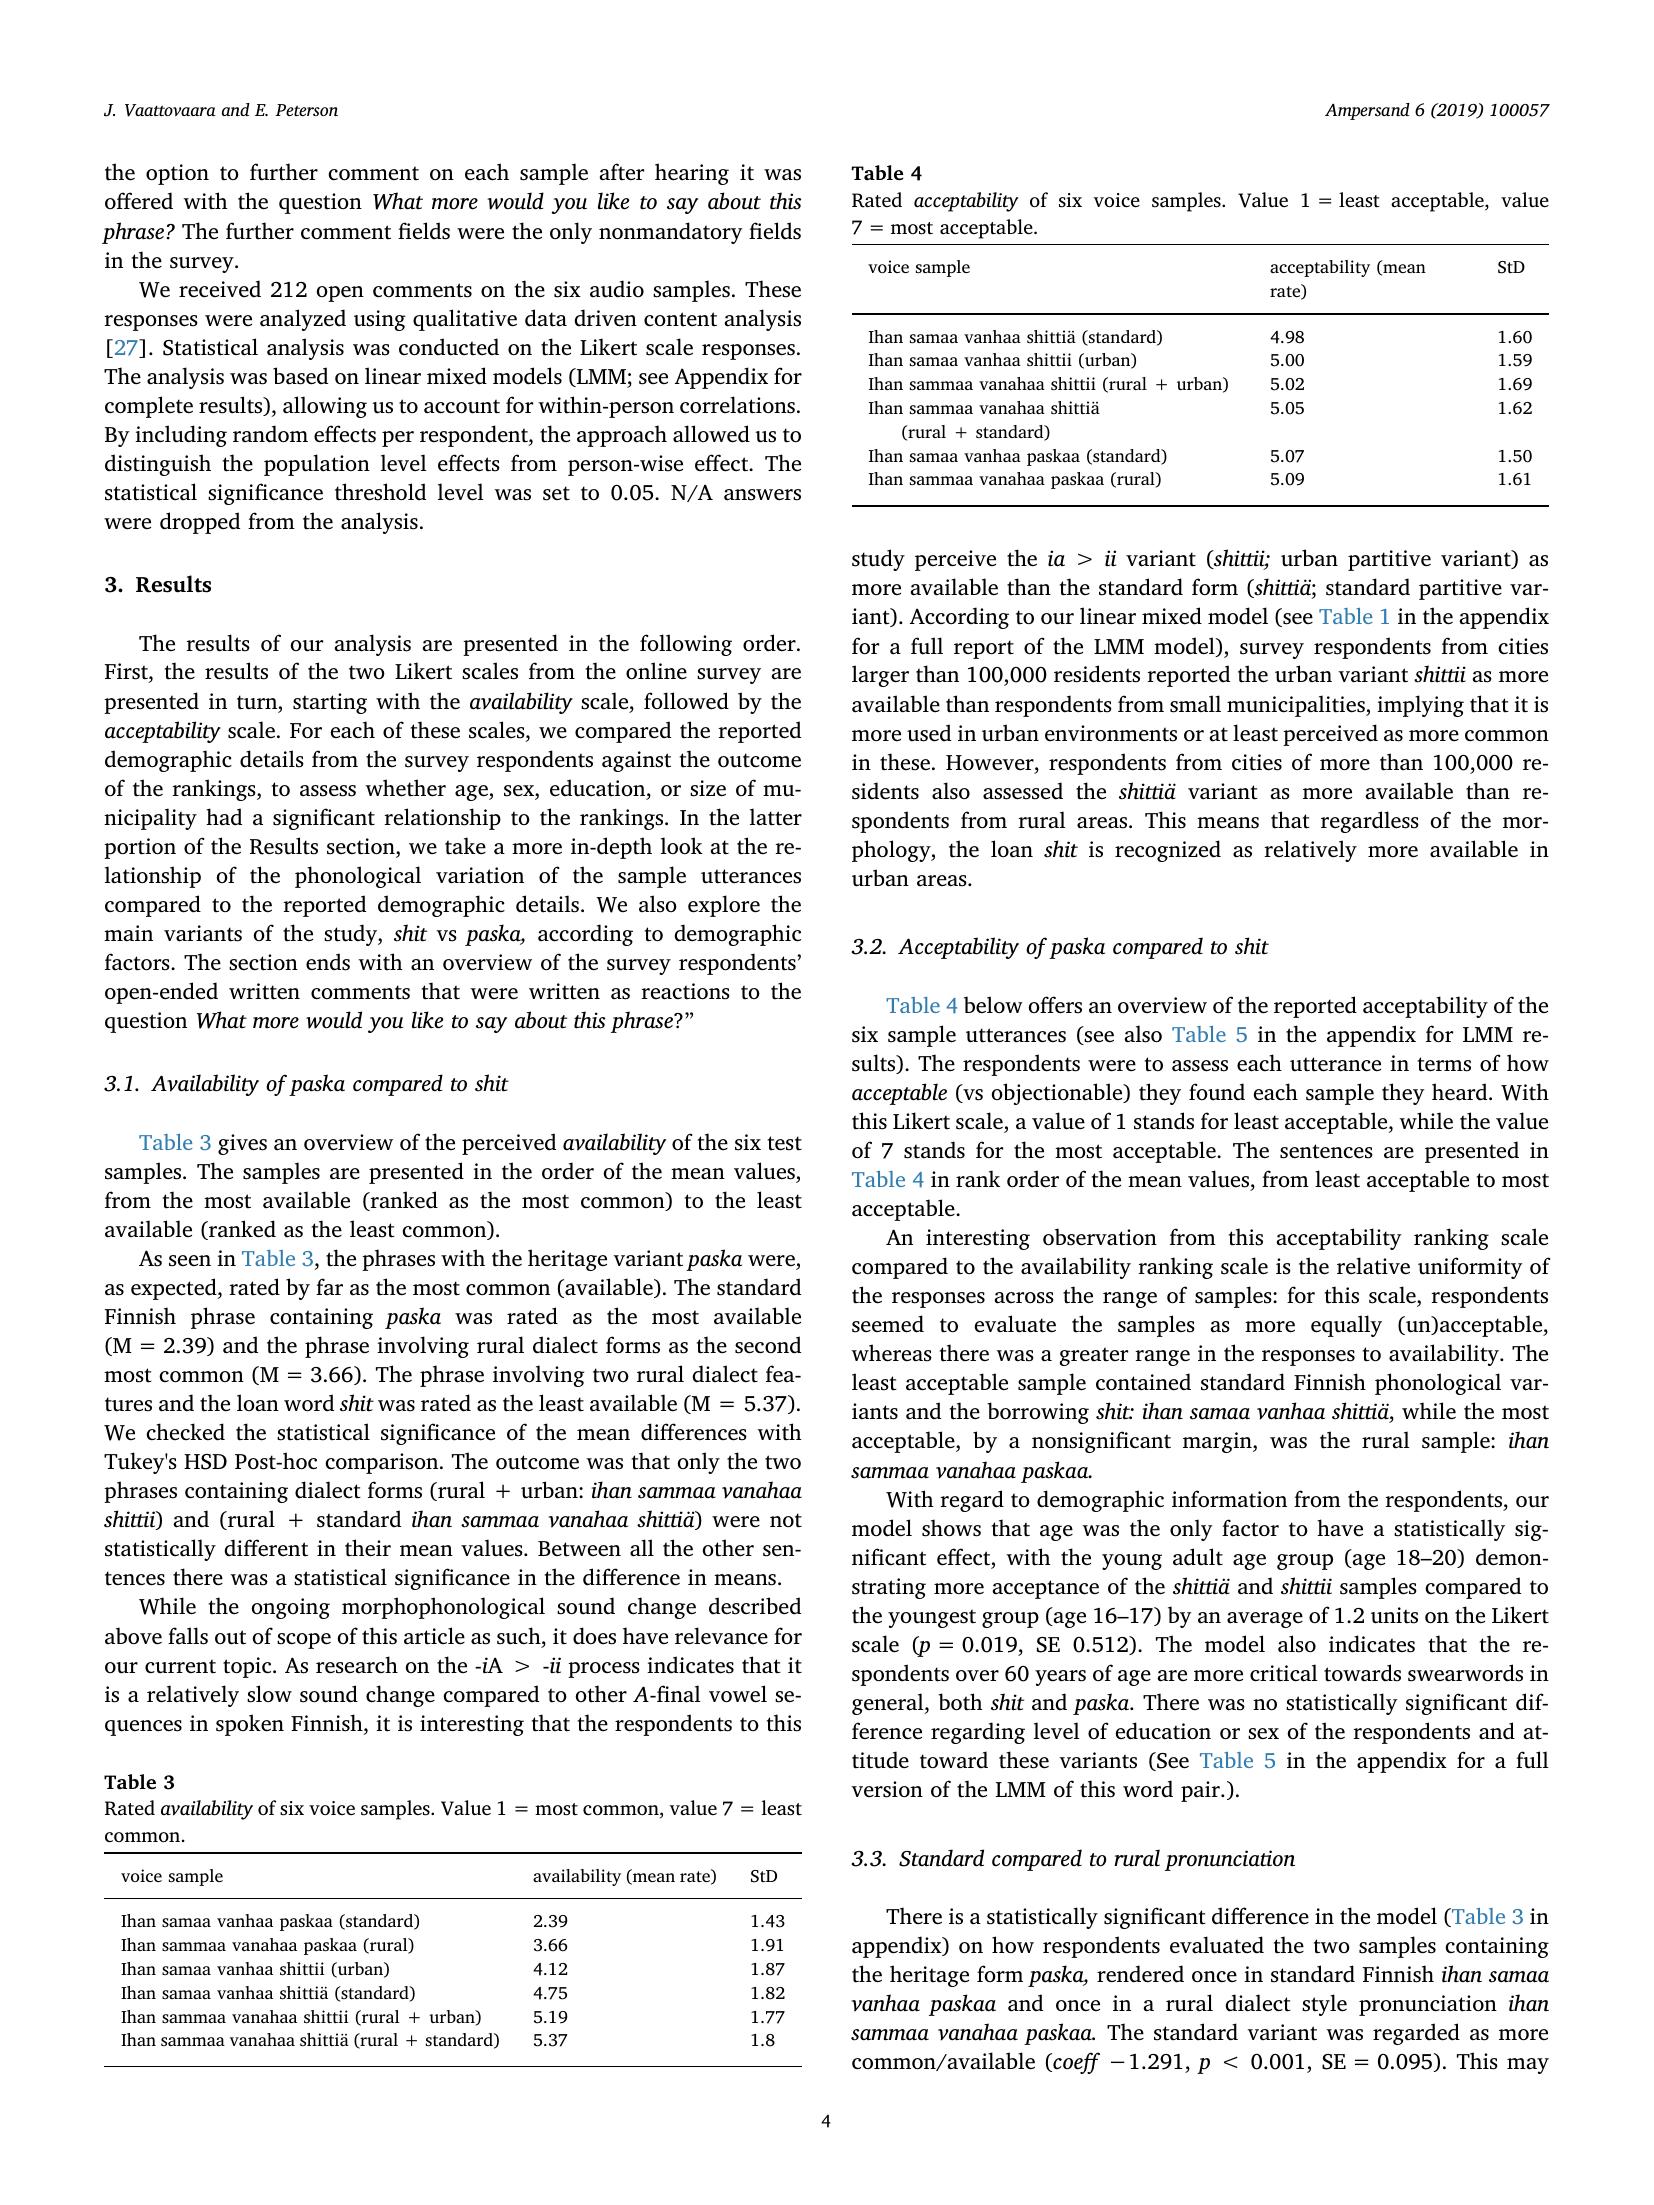 J. Vaattovaara and E. Peterson
Ampersand 6 (2019) 100057
the option to further comment on each sample after hearing it was
offered with the question What more would you like to say about this
phrase? The further comment fields were the only nonmandatory fields
in the survey.
We received 212 open comments on the six audio samples. These
responses were analyzed using qualitative data driven content analysis
[27]. Statistical analysis was conducted on the Likert scale responses.
The analysis was based on linear mixed models (LMM; see Appendix for
complete results), allowing us to account for within-person correlations.
By including random effects per respondent, the approach allowed us to
distinguish the population level effects from person-wise effect. The
statistical significance threshold level was set to 0.05. N/A answers
were dropped from the analysis.
3. Results
The results of our analysis are presented in the following order.
First, the results of the two Likert scales from the online survey are
presented in turn, starting with the availability scale, followed by the
acceptability scale. For each of these scales, we compared the reported
demographic details from the survey respondents against the outcome
of the rankings, to assess whether age, sex, education, or size of mu-
nicipality had a significant relationship to the rankings. In the latter
portion of the Results section, we take a more in-depth look at the re-
lationship of the phonological variation of the sample utterances
compared to the reported demographic details. We also explore the
main variants of the study, shit vs paska, according to demographic
factors. The section ends with an overview of the survey respondents'
open-ended written comments that were written as reactions to the
question What more would you like to say about this phrase?”
3.1. Availability of paska compared to shit
Table 3 gives an overview of the perceived availability of the six test
samples. The samples are presented in the order of the mean values,
from the most available (ranked as the most common) to the least
available (ranked as the least common).
As seen in Table 3, the phrases with the heritage variant paska were,
as expected, rated by far as the most common (available). The standard
Finnish phrase containing paska was rated as the most available
(M = 2.39) and the phrase involving rural dialect forms as the second
most common (M = 3.66). The phrase involving two rural dialect fea-
tures and the loan word shit was rated as the least available (M = 5.37).
We checked the statistical significance of the mean differences with
Tukey's HSD Post-hoc comparison. The outcome was that only the two
phrases containing dialect forms (rural + urban: ihan sammaa vanahaa
shittii) and (rural + standard ihan sammaa vanahaa shittiä) were not
statistically different in their mean values. Between all the other sen-
tences there was a statistical significance in the difference in means.
While the ongoing morphophonological sound change described
above falls out of scope of this article as such, it does have relevance for
our current topic. As research on the -iA > -ii process indicates that it
is a relatively slow sound change compared to other A-final vowel se-
quences in spoken Finnish, it is interesting that the respondents to this
Table 3
Rated availability of six voice samples. Value 1 = most common, value 7 = least
common.
voice sample availability (mean rate) StD
Ihan samaa vanhaa paskaa (standard) 2.39 1.43
Ihan sammaa vanahaa paskaa (rural) 3.66 1.91
Ihan samaa vanhaa shittii (urban) 4.12 1.87
Ihan samaa vanhaa shittiä (standard) 4.75 1.82
Ihan sammaa vanahaa shittii (rural + urban) 5.19 1.77
Ihan sammaa vanahaa shittiä (rural + standard) 5.37 1.8
Table 4
Rated acceptability of six voice samples. Value 1 = least acceptable, value
7 = most acceptable.
voice sample acceptability (mean StD
rate)
Ihan samaa vanhaa shittiä (standard) 4.98 1.60
Ihan samaa vanhaa shittii (urban) 5.00 1.59
Ihan sammaa vanahaa shittii (rural + urban) 5.02 1.69
Ihan sammaa vanahaa shittiä 5.05 1.62
(rural + standard)
Ihan samaa vanhaa paskaa (standard) 5.07 1.50
Ihan sammaa vanahaa paskaa (rural) 5.09 1.61
study perceive the ia > ii variant (shittii; urban partitive variant) as
more available than the standard form (shittiä; standard partitive var-
iant). According to our linear mixed model (see Table 1 in the appendix
for a full report of the LMM model), survey respondents from cities
larger than 100,000 residents reported the urban variant shittii as more
available than respondents from small municipalities, implying that it is
more used in urban environments or at least perceived as more common
in these. However, respondents from cities of more than 100,000 re-
sidents also assessed the shittiä variant as more available than re-
spondents from rural areas. This means that regardless of the mor-
phology, the loan shit is recognized as relatively more available in
urban areas.
3.2. Acceptability of paska compared to shit
Table 4 below offers an overview of the reported acceptability of the
six sample utterances (see also Table 5 in the appendix for LMM re-
sults). The respondents were to assess each utterance in terms of how
acceptable (vs objectionable) they found each sample they heard. With
this Likert scale, a value of 1 stands for least acceptable, while the value
of 7 stands for the most acceptable. The sentences are presented in
Table 4 in rank order of the mean values, from least acceptable to most
acceptable.
An interesting observation from this acceptability ranking scale
compared to the availability ranking scale is the relative uniformity of
the responses across the range of samples: for this scale, respondents
seemed to evaluate the samples as more equally (un)acceptable,
whereas there was a greater range in the responses to availability. The
least acceptable sample contained standard Finnish phonological var-
iants and the borrowing shit: ihan samaa vanhaa shittiä, while the most
acceptable, by a nonsignificant margin, was the rural sample: ihan
sammaa vanahaa paskaa.
With regard to demographic information from the respondents, our
model shows that age was the only factor to have a statistically sig-
nificant effect, with the young adult age group (age 18–20) demon-
strating more acceptance of the shittiä and shittii samples compared to
the youngest group (age 16–17) by an average of 1.2 units on the Likert
scale (p = 0.019, SE 0.512). The model also indicates that the re-
spondents over 60 years of age are more critical towards swearwords in
general, both shit and paska. There was no statistically significant dif-
ference regarding level of education or sex of the respondents and at-
titude toward these variants (See Table 5 in the appendix for a full
version of the LMM of this word pair.).
3.3. Standard compared to rural pronunciation
There is a statistically significant difference in the model (Table 3 in
appendix) on how respondents evaluated the two samples containing
the heritage form paska, rendered once in standard Finnish ihan samaa
vanhaa paskaa and once in a rural dialect style pronunciation ihan
sammaa vanahaa paskaa. The standard variant was regarded as more
common/available (coeff −1.291, p < 0.001, SE = 0.095). This may
4